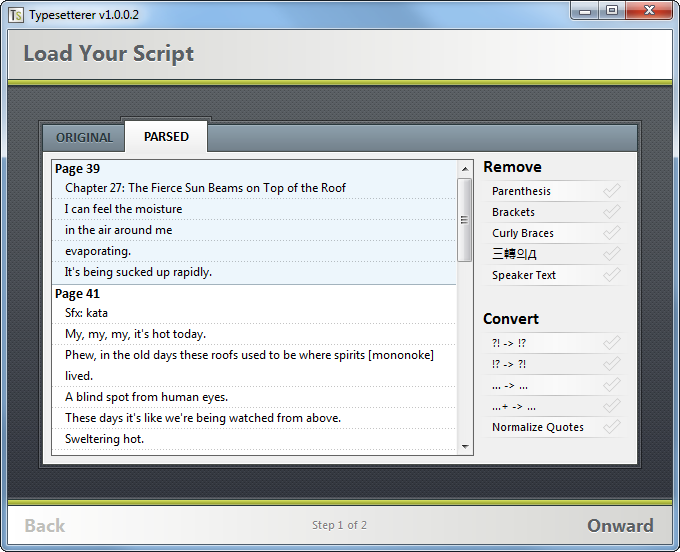 Ts Typesetterer v1.0.0.2
Load Your Script
ORIGINAL PARSED
Page 39
Chapter 27: The Fierce Sun Beams on Top of the Roof
I can feel the moisture
in the air around me
evaporating.
It's being sucked up rapidly.
Page 41
Sfx: kata
My, my, my, it's hot today.
Phew, in the old days these roofs used to be where spirits [mononoke]
lived.
A blind spot from human eyes.
These days it's like we're being watched from above.
Sweltering hot.
Remove
Parenthesis
Brackets
Curly Braces
三轉의Д
Speaker Text
Convert
?! -> !?
!? -> ?!
... -> …
...+ -> ...
Normalize Quotes
Back
Step 1 of 2
Onward